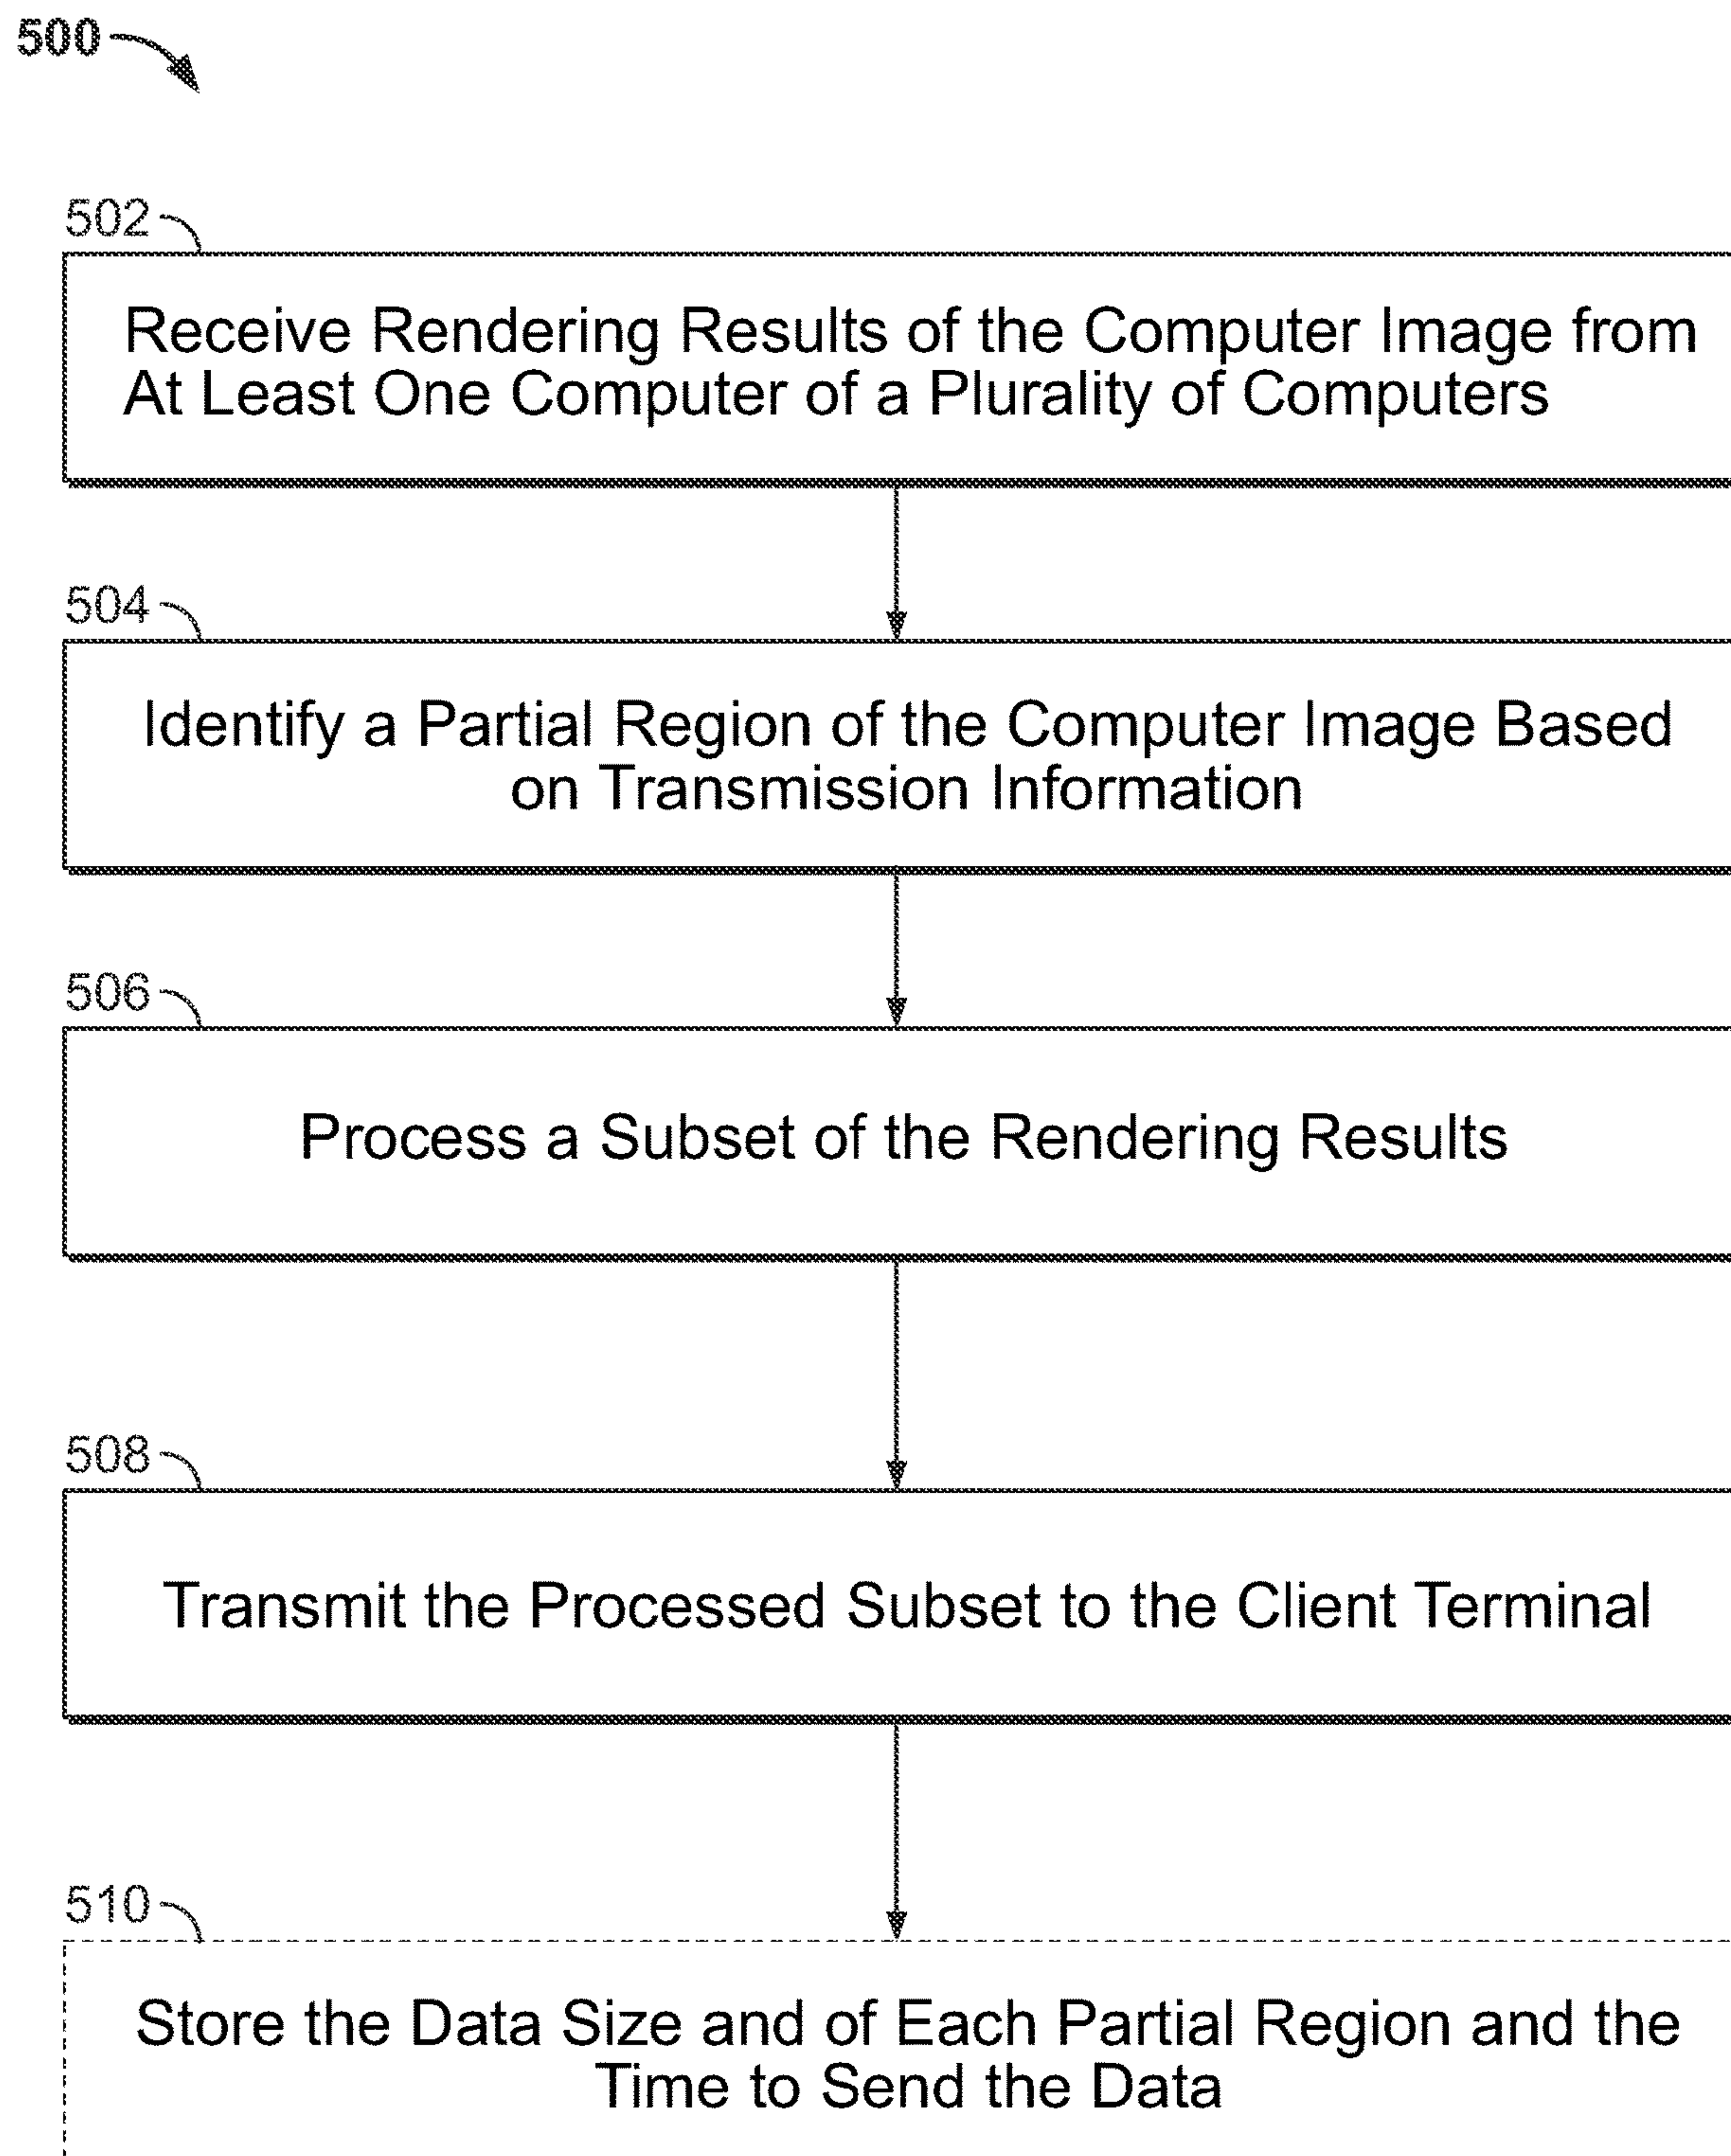 500
502
Receive Rendering Results of the Computer Image from
At Least One Computer of a Plurality of Computers
504
Identify a Partial Region of the Computer Image Based
on Transmission Information
506
Process a Subset of the Rendering Results
508
Transmit the Processed Subset to the Client Terminal
510
Store the Data Size and of Each Partial Region and the
Time to Send the Data